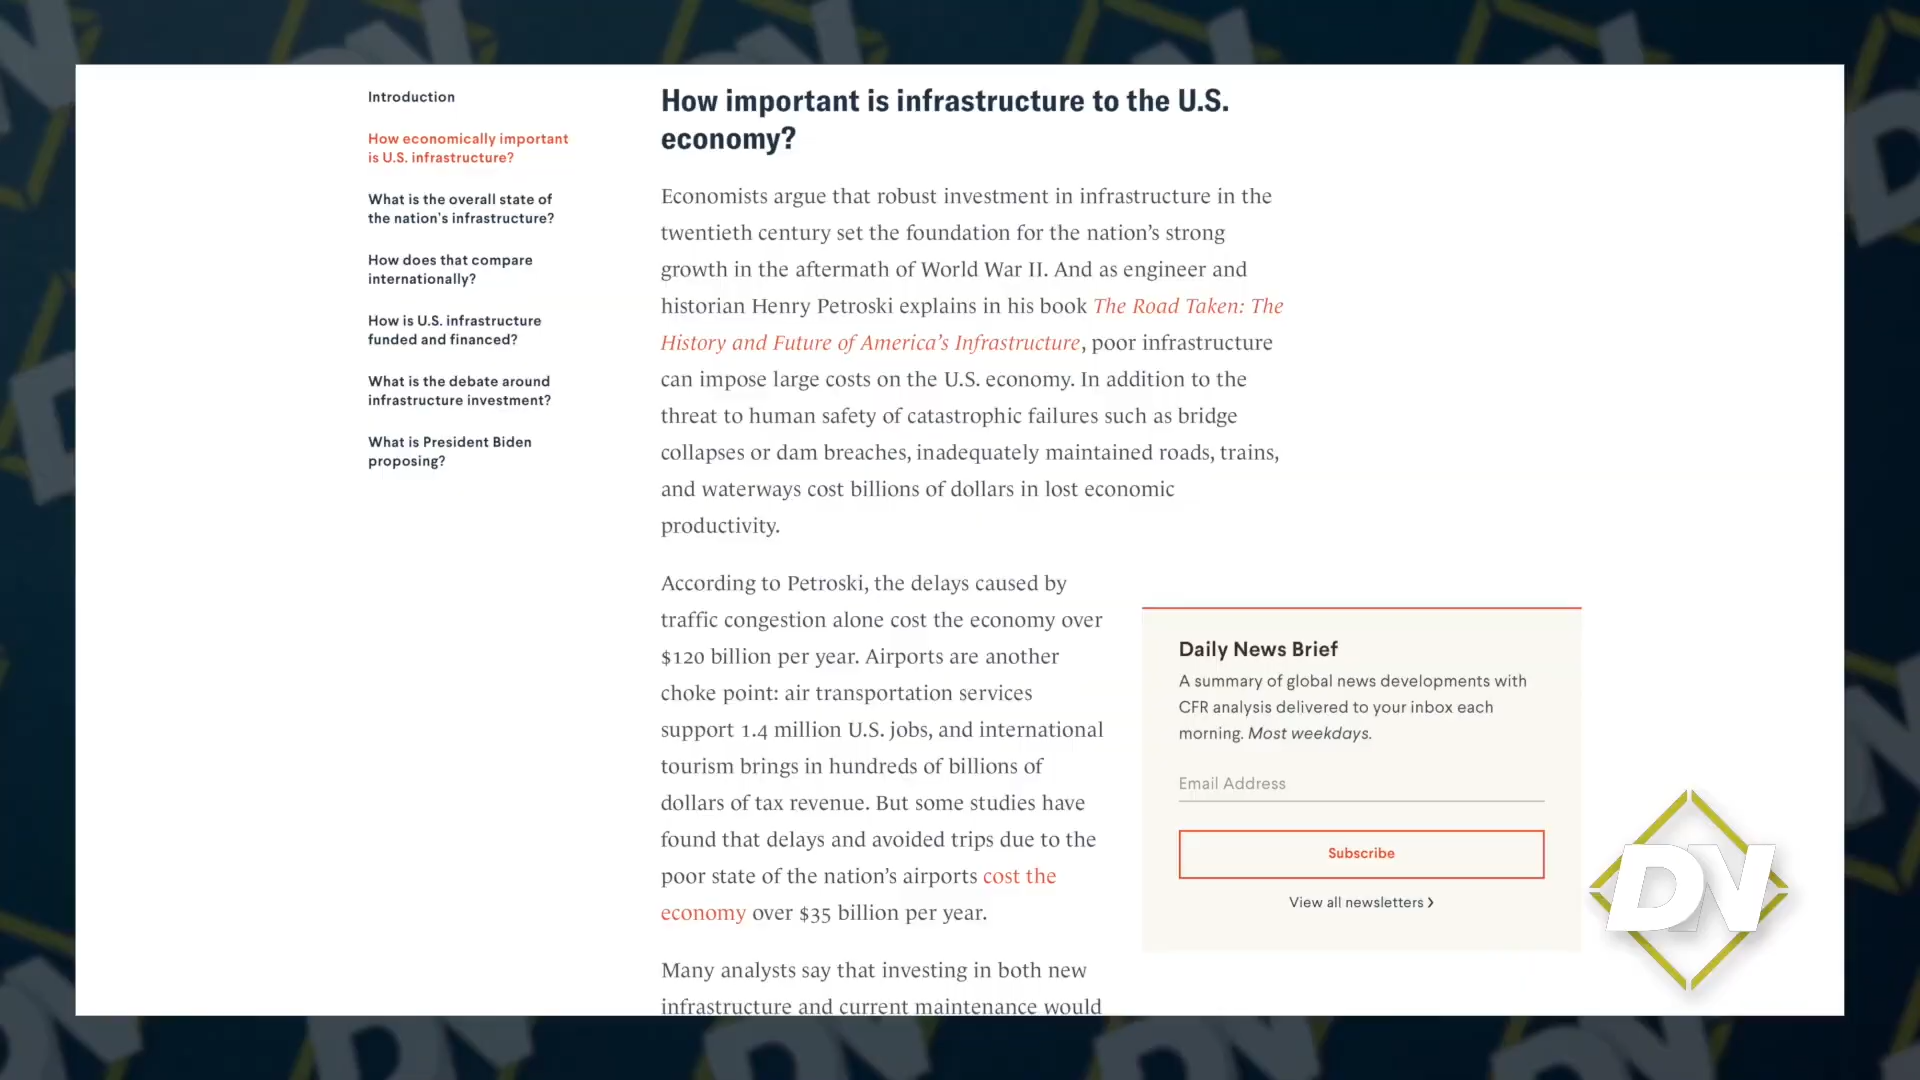 Introduction
How economically important
is U.S. infrastructure?
What is the overall state of
the nation's infrastructure?
How does that compare
internationally?
How is U.S. infrastructure
funded and financed?
What is the debate around
infrastructure investment?
What is President Biden
proposing?
How important is infrastructure to the U.S.
economy?
Economists argue that robust investment in infrastructure in the
twentieth century set the foundation for the nation’s strong
growth in the aftermath of World War II. And as engineer and
historian Henry Petroski explains in his book The Road Taken: The
History and Future of America’s Infrastructure, poor infrastructure
can impose large costs on the U.S. economy. In addition to the
threat to human safety of catastrophic failures such as bridge
collapses or dam breaches, inadequately maintained roads, trains,
and waterways cost billions of dollars in lost economic
productivity.
According to Petroski, the delays caused by
traffic congestion alone cost the economy over
$120 billion per year. Airports are another
choke point: air transportation services
support 1.4 million U.S. jobs, and international
tourism brings in hundreds of billions of
dollars of tax revenue. But some studies have
found that delays and avoided trips due to the
poor state of the nation’s airports cost the
economy over $35 billion per year.
Many analysts say that investing in both new
infrastructure and current maintenance would
Daily News Brief
A summary of global news developments with
CFR analysis delivered to your inbox each
morning. Most weekdays.
Email Address
Subscribe
View all newsletters >
DN